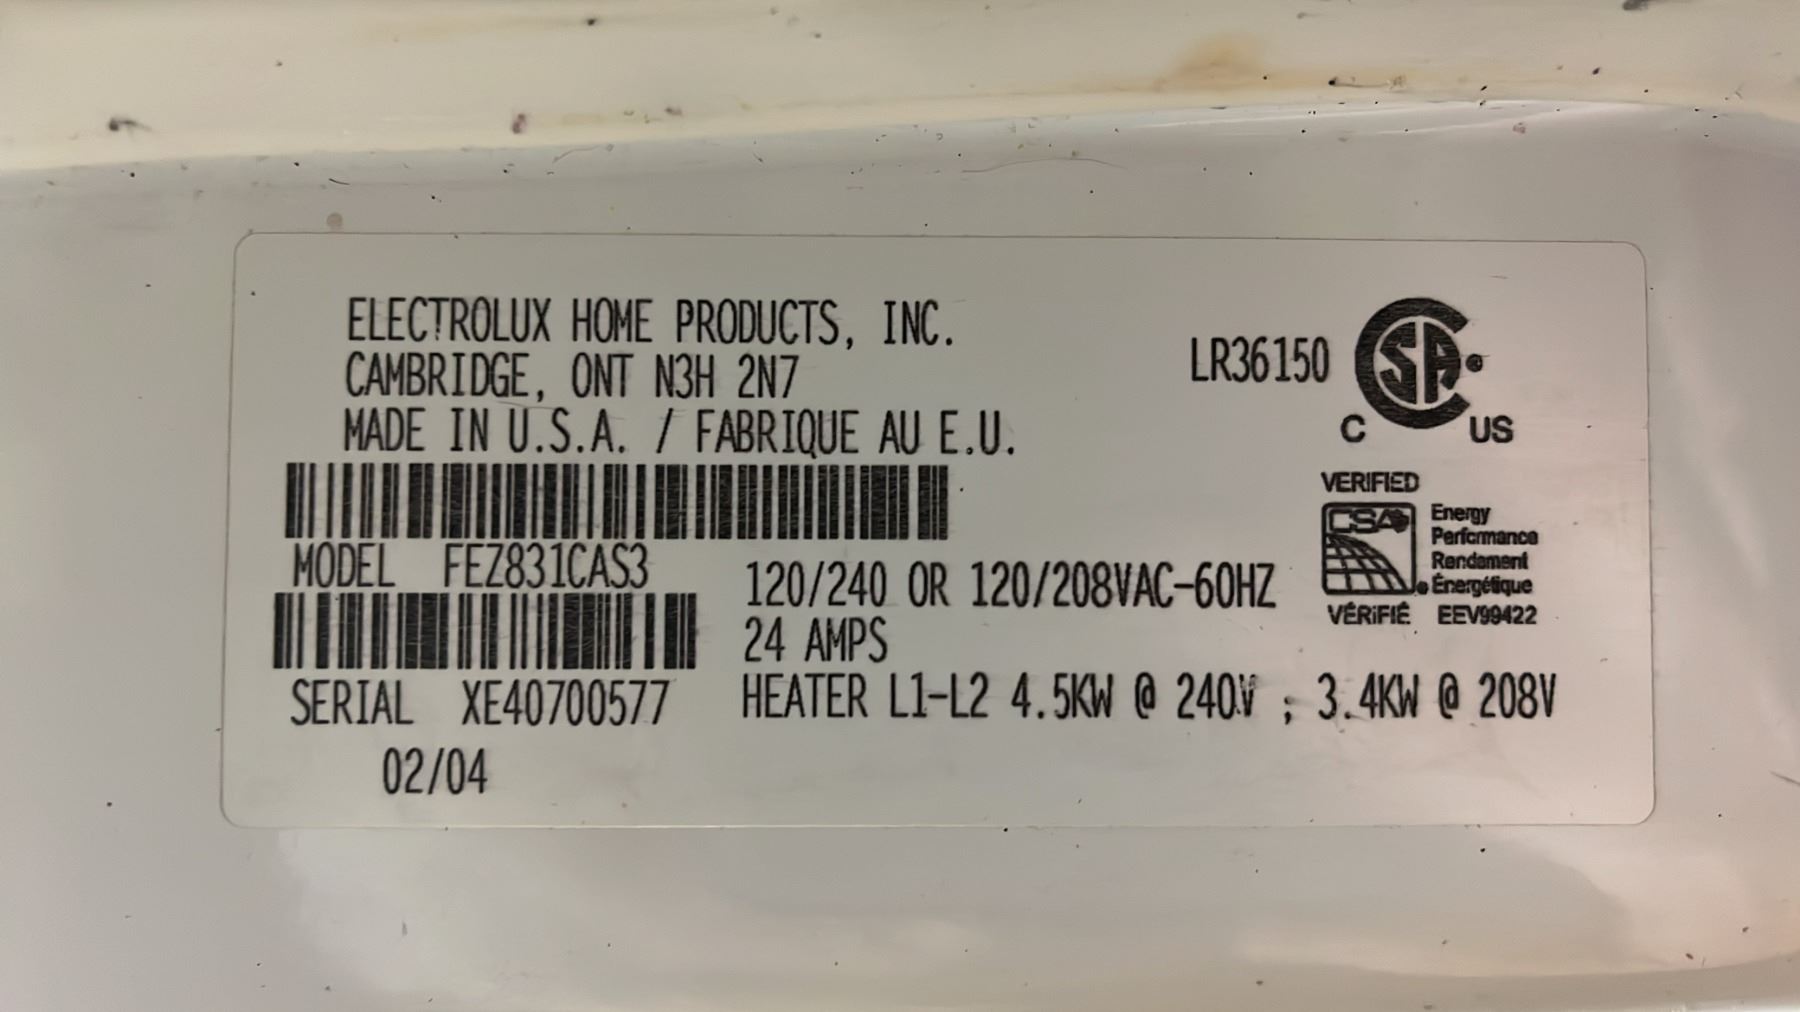 ELECTROLUX HOME PRODUCTS, INC.
CAMBRIDGE, ONT N3H 2N7
MADE IN U.S.A. / FABRIQUE AU E.U.
LR36150
CSA
C US
VERIFIED
CSA
Energy
Performance
Rendement
Énergétique
VÉRIFIÉ EEV99422
MODEL FEZ831CAS3
SERIAL XE40700577
02/04
120/240 OR 120/208VAC-60HZ
24 AMPS
HEATER L1-L2 4.5KW @ 240V ; 3.4KW @ 208V